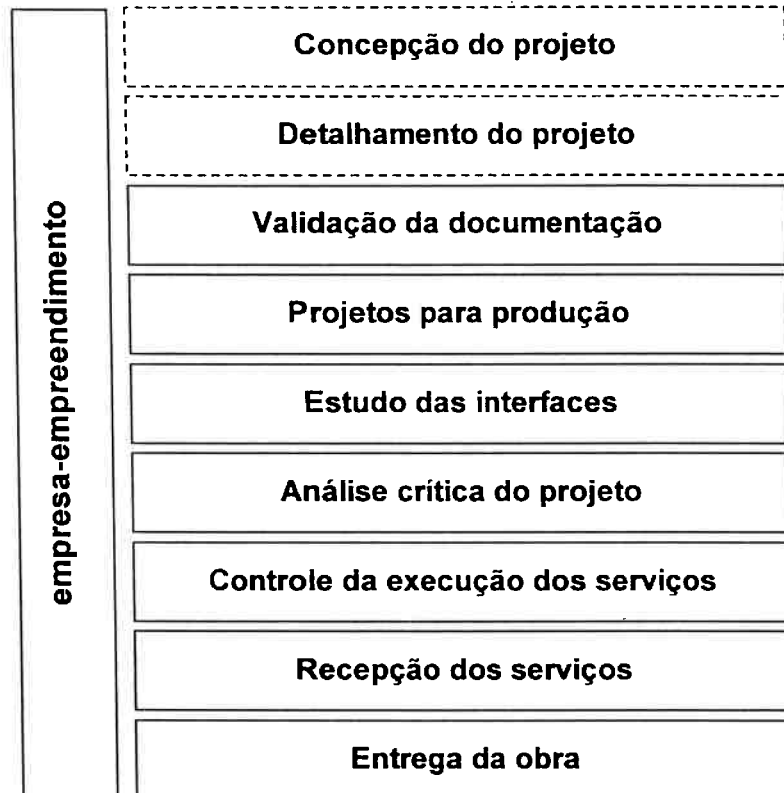 empresa-empreendimento
Concepção do projeto
Detalhamento do projeto
Validação da documentação
Projetos para produção
Estudo das interfaces
Análise crítica do projeto
Controle da execução dos serviços
Recepção dos serviços
Entrega da obra